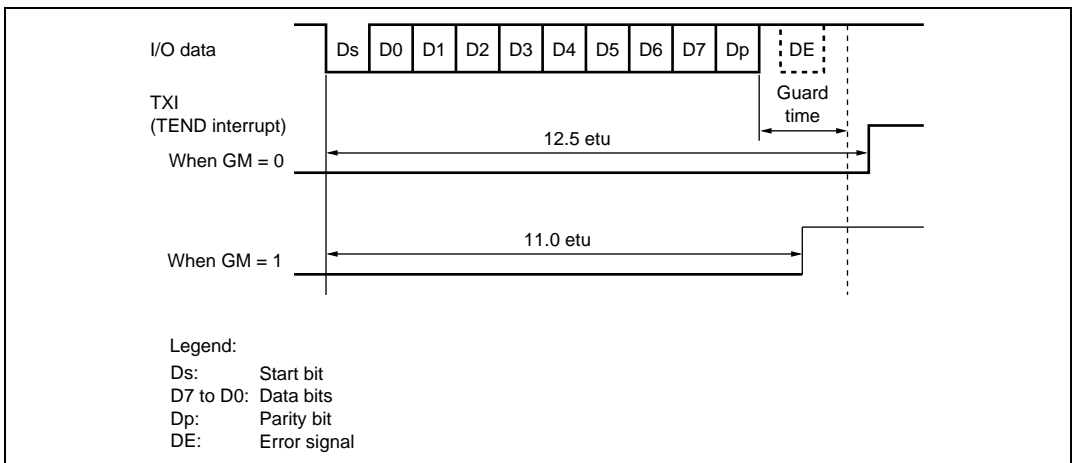 I/O data
Ds D0 D1 D2 D3 D4 D5 D6 D7 Dp DE
Guard
time
TXI
(TEND interrupt)
12.5 etu
When GM = 0
11.0 etu
When GM = 1
Legend:
Ds: Start bit
D7 to D0: Data bits
Dp: Parity bit
DE: Error signal